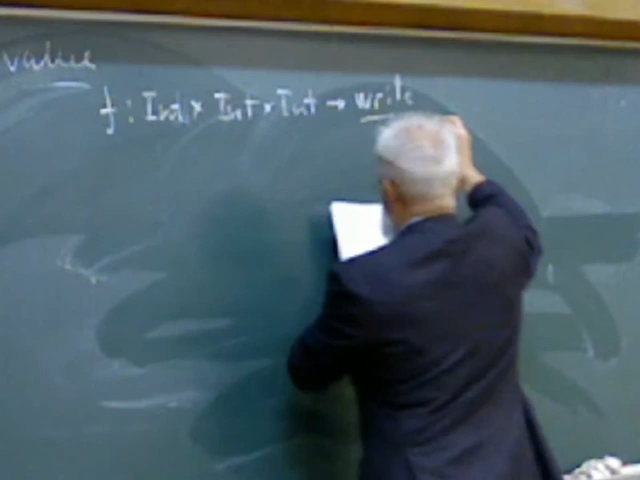 value
f : Int × Int × Int → write